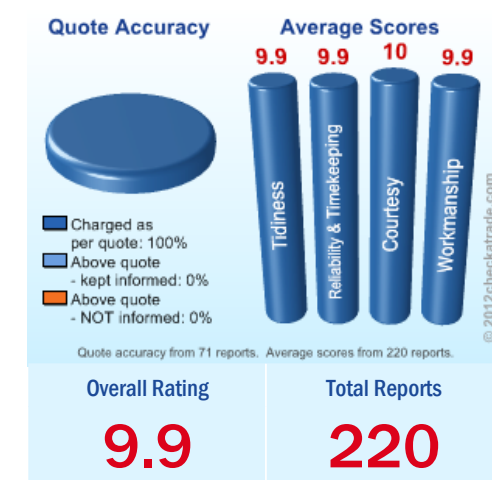 Quote Accuracy
Average Scores
9.9
9.9
10
9.9
Tidiness
Reliability & Timekeeping
Courtesy
Workmanship
Charged as
per quote: 100%
Above quote
- kept informed: 0%
Above quote
- NOT informed: 0%
© 2012checkatrade.com
Quote accuracy from 71 reports. Average scores from 220 reports.
Overall Rating
Total Reports
9.9
220